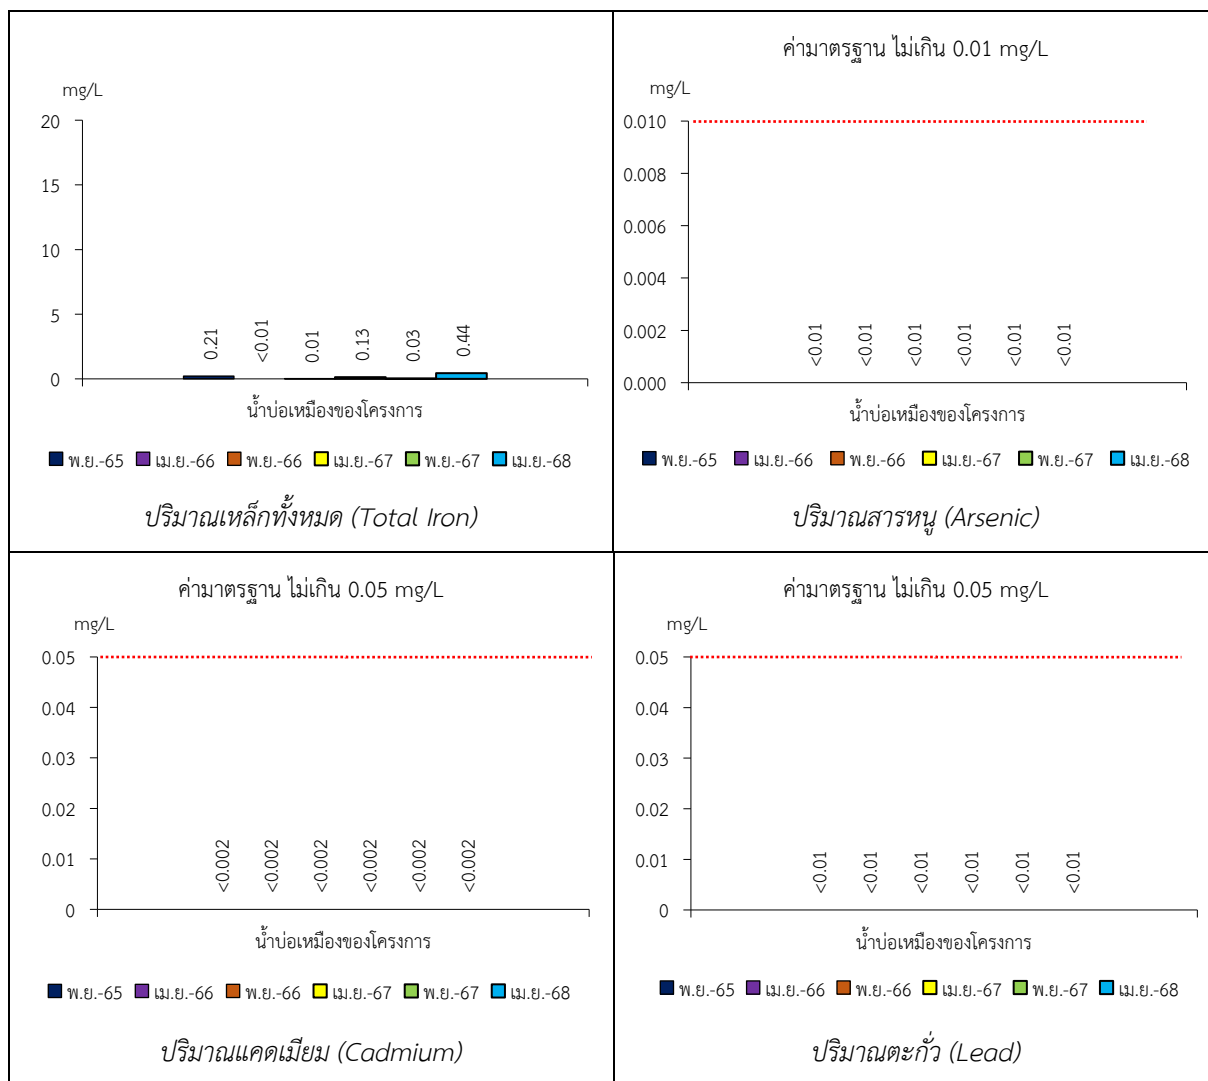 mg/L
20
15
10
5
0
0.21
<0.01
0.01
0.13
0.03
0.44
น้ำบ่อเหมืองของโครงการ
พ.ย.-65 เม.ย.-66 พ.ย.-66 เม.ย.-67 พ.ย.-67 เม.ย.-68
ปริมาณเหล็กทั้งหมด (Total Iron)
ค่ามาตรฐาน ไม่เกิน 0.01 mg/L
mg/L
0.010
0.008
0.006
0.004
0.002
0.000
<0.01
<0.01
<0.01
<0.01
<0.01
<0.01
น้ำบ่อเหมืองของโครงการ
พ.ย.-65 เม.ย.-66 พ.ย.-66 เม.ย.-67 พ.ย.-67 เม.ย.-68
ปริมาณสารหนู (Arsenic)
ค่ามาตรฐาน ไม่เกิน 0.05 mg/L
mg/L
0.05
0.04
0.03
0.02
0.01
0
<0.002
<0.002
<0.002
<0.002
<0.002
<0.002
น้ำบ่อเหมืองของโครงการ
พ.ย.-65 เม.ย.-66 พ.ย.-66 เม.ย.-67 พ.ย.-67 เม.ย.-68
ปริมาณแคดเมียม (Cadmium)
ค่ามาตรฐาน ไม่เกิน 0.05 mg/L
mg/L
0.05
0.04
0.03
0.02
0.01
0
<0.01
<0.01
<0.01
<0.01
<0.01
<0.01
น้ำบ่อเหมืองของโครงการ
พ.ย.-65 เม.ย.-66 พ.ย.-66 เม.ย.-67 พ.ย.-67 เม.ย.-68
ปริมาณตะกั่ว (Lead)